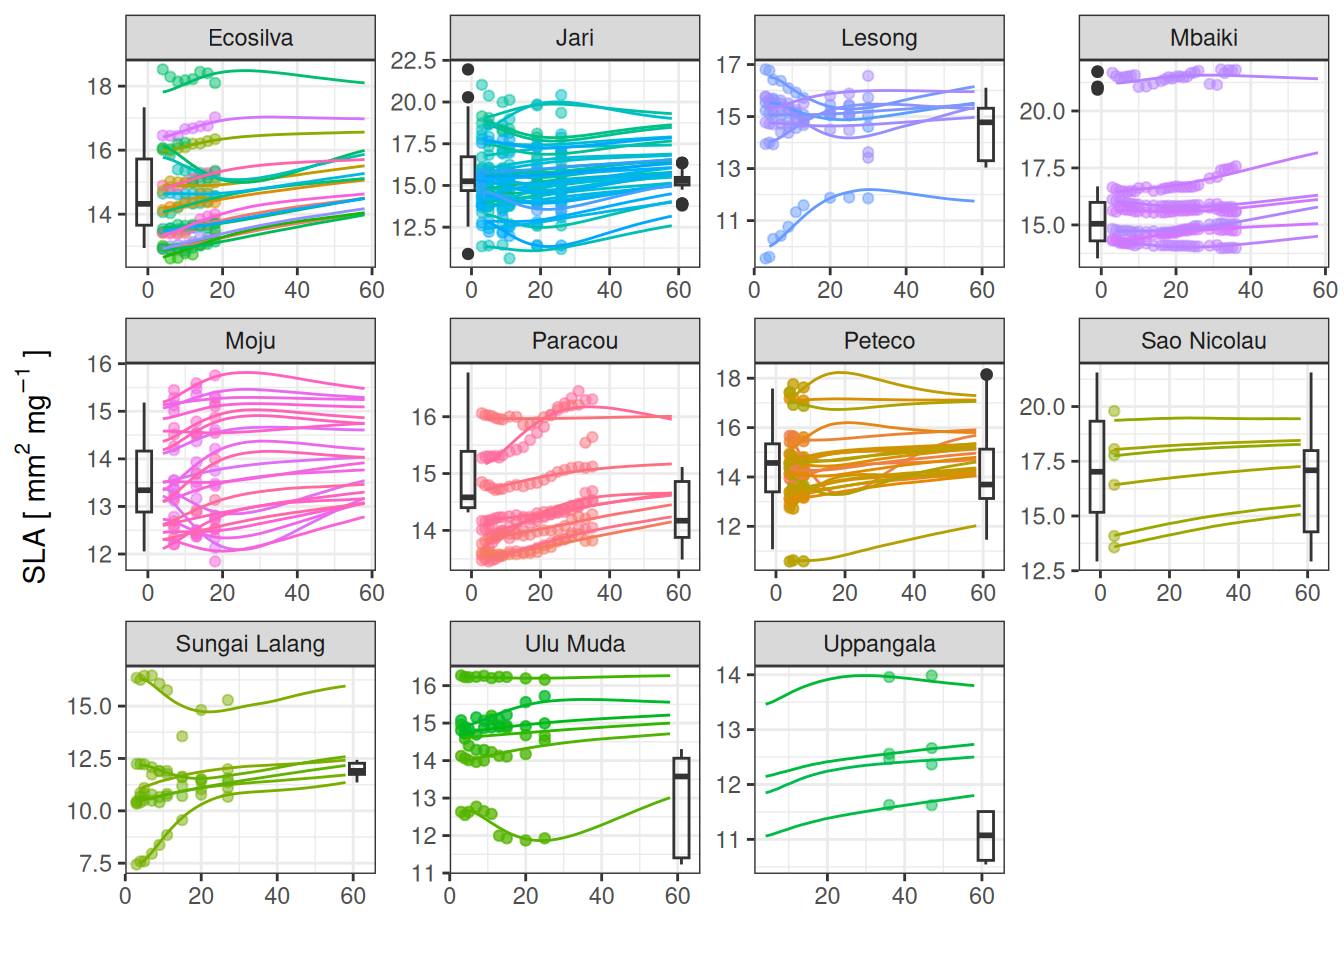 Ecosilva
Jari
Lesong
Mbaiki
18
16
14
0 20 40 60
22.5
20.0
17.5
15.0
12.5
0 20 40 60
17
15
13
11
0 20 40 60
20.0
17.5
15.0
0 20 40 60
SLA [ mm² mg⁻¹ ]
Moju
Paracou
Peteco
Sao Nicolau
16
15
14
13
12
0 20 40 60
16
15
14
0 20 40 60
18
16
14
12
0 20 40 60
20.0
17.5
15.0
12.5
0 20 40 60
Sungai Lalang
Ulu Muda
Uppangala
15.0
12.5
10.0
7.5
0 20 40 60
16
15
14
13
12
11
0 20 40 60
14
13
12
11
20 40 60